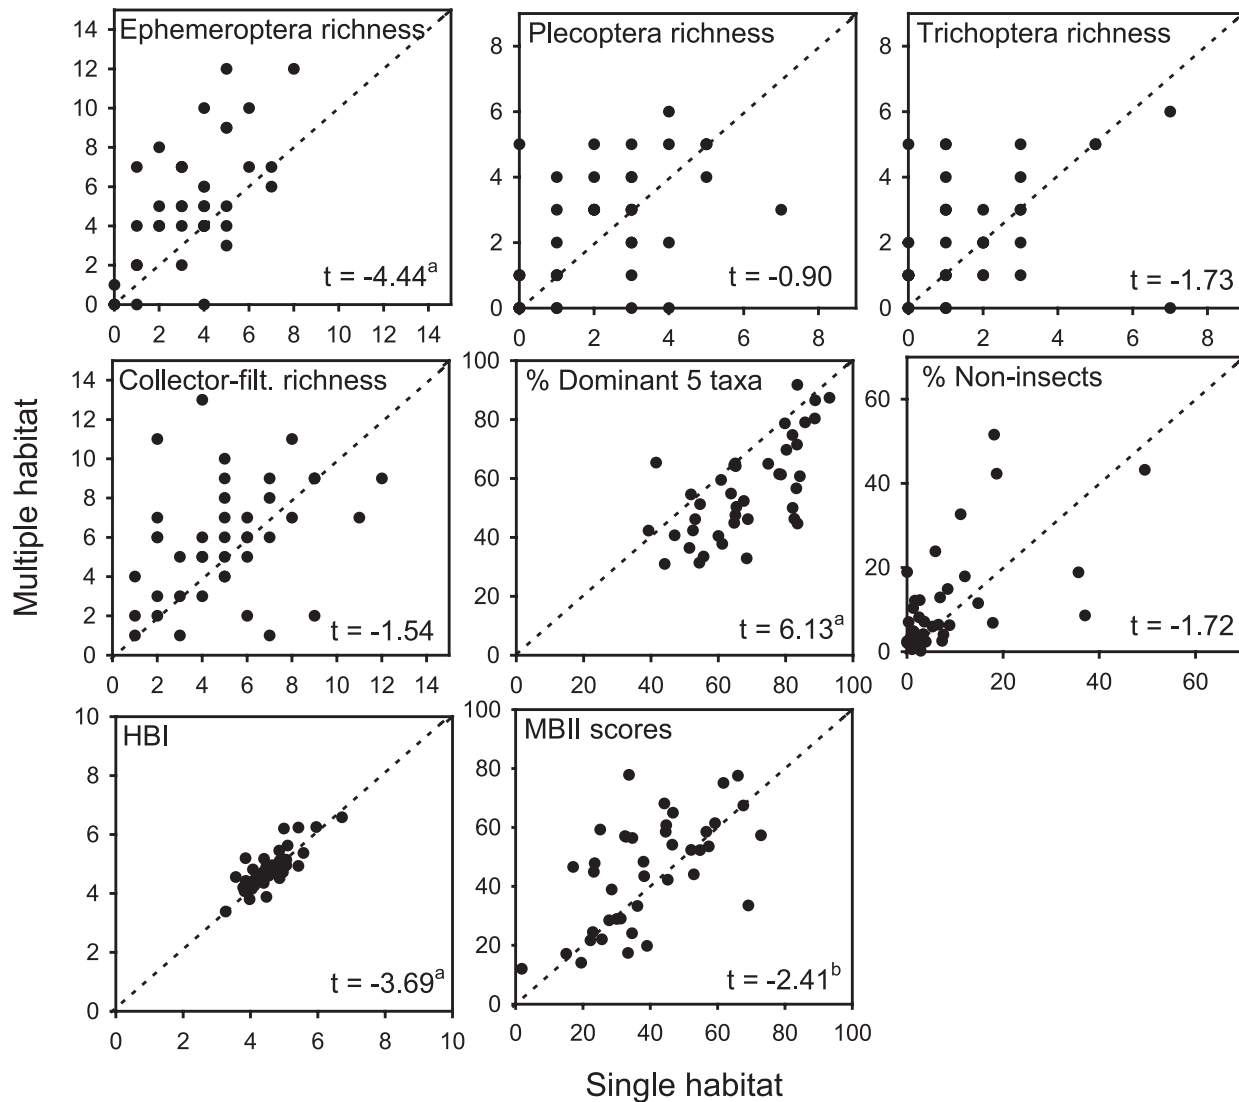 Ephemeroptera richness
14
12
10
8
6
4
2
0
t = -4.44a
0 2 4 6 8 10 12 14
Plecoptera richness
8
6
4
2
0
t = -0.90
0 2 4 6 8
Trichoptera richness
8
6
4
2
0
t = -1.73
0 2 4 6 8
Multiple habitat
Collector-filt. richness
14
12
10
8
6
4
2
0
t = -1.54
0 2 4 6 8 10 12 14
% Dominant 5 taxa
100
80
60
40
20
0
t = 6.13a
0 20 40 60 80 100
% Non-insects
60
40
20
0
t = -1.72
0 20 40 60
HBI
10
8
6
4
2
0
t = -3.69a
0 2 4 6 8 10
MBII scores
100
80
60
40
20
0
t = -2.41b
0 20 40 60 80 100
Single habitat